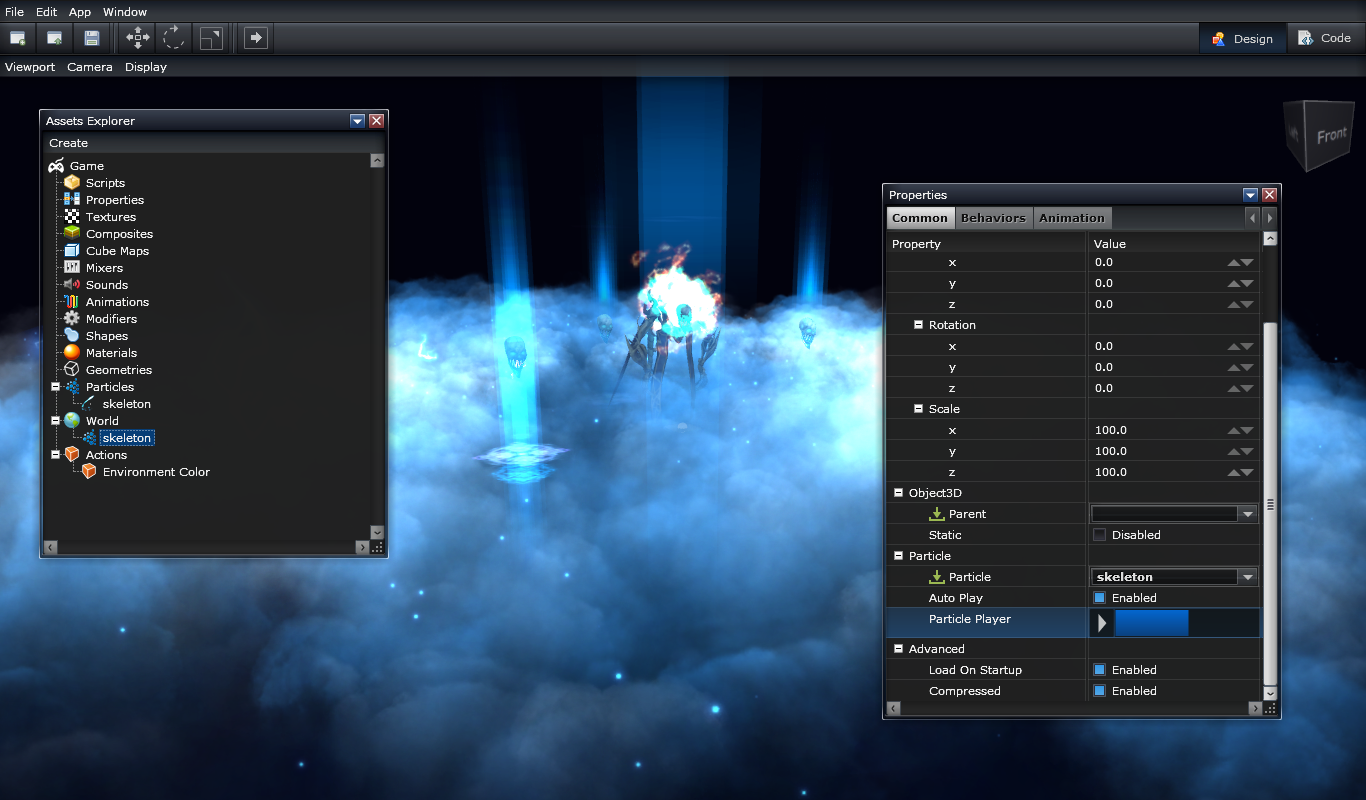 File Edit App Window
Design Code
Viewport Camera Display
Assets Explorer
Create
Game
Scripts
Properties
Textures
Composites
Cube Maps
Mixers
Sounds
Animations
Modifiers
Shapes
Materials
Geometries
Particles
skeleton
World
skeleton
Actions
Environment Color
Front
Properties
Common Behaviors Animation
Property Value
x 0.0
y 0.0
z 0.0
Rotation
x 0.0
y 0.0
z 0.0
Scale
x 100.0
y 100.0
z 100.0
Object3D
Parent
Static Disabled
Particle
Particle skeleton
Auto Play Enabled
Particle Player
Advanced
Load On Startup Enabled
Compressed Enabled